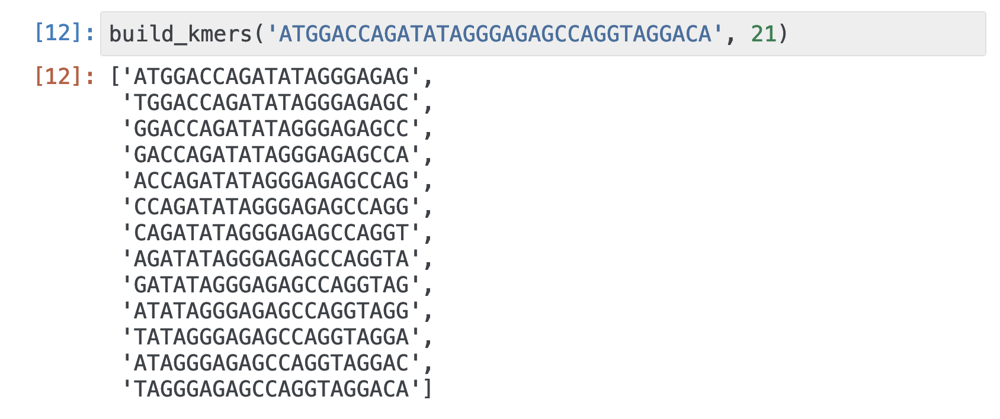 [12]: build_kmers('ATGGACCAGATATAGGGAGAGCCAGGTAGGACA', 21)
[12]: ['ATGGACCAGATATAGGGAGAG',
'TGGACCAGATATAGGGAGAGC',
'GGACCAGATATAGGGAGAGCC',
'GACCAGATATAGGGAGAGCCA',
'ACCAGATATAGGGAGAGCCAG',
'CCAGATATAGGGAGAGCCAGG',
'CAGATATAGGGAGAGCCAGGT',
'AGATATAGGGAGAGCCAGGTA',
'GATATAGGGAGAGCCAGGTAG',
'ATATAGGGAGAGCCAGGTAGG',
'TATAGGGAGAGCCAGGTAGGA',
'ATAGGGAGAGCCAGGTAGGAC',
'TAGGGAGAGCCAGGTAGGACA']